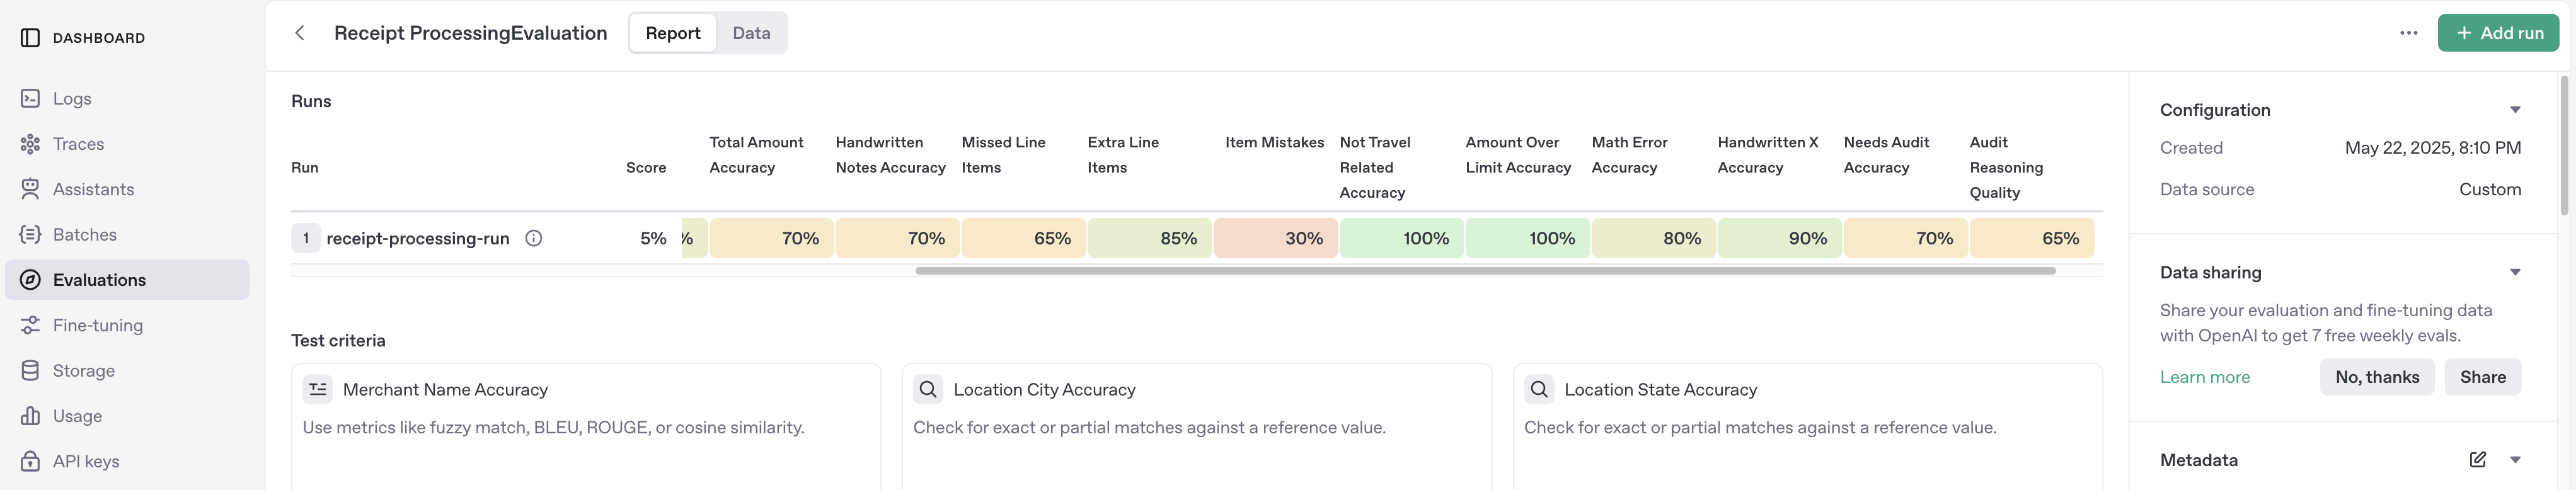 DASHBOARD
Logs
Traces
Assistants
Batches
Evaluations
Fine-tuning
Storage
Usage
API keys
Receipt ProcessingEvaluation
Report
Data
+ Add run
Runs
Run
Score
Total Amount
Accuracy
Handwritten
Notes Accuracy
Missed Line
Items
Extra Line
Items
Item Mistakes
Not Travel
Related
Accuracy
Amount Over
Limit Accuracy
Math Error
Accuracy
Handwritten X
Accuracy
Needs Audit
Accuracy
Audit
Reasoning
Quality
1 receipt-processing-run 5% % 70% 70% 65% 85% 30% 100% 100% 80% 90% 70% 65%
Test criteria
Merchant Name Accuracy
Use metrics like fuzzy match, BLEU, ROUGE, or cosine similarity.
Location City Accuracy
Check for exact or partial matches against a reference value.
Location State Accuracy
Check for exact or partial matches against a reference value.
Configuration
Created May 22, 2025, 8:10 PM
Data source Custom
Data sharing
Share your evaluation and fine-tuning data
with OpenAI to get 7 free weekly evals.
Learn more No, thanks Share
Metadata